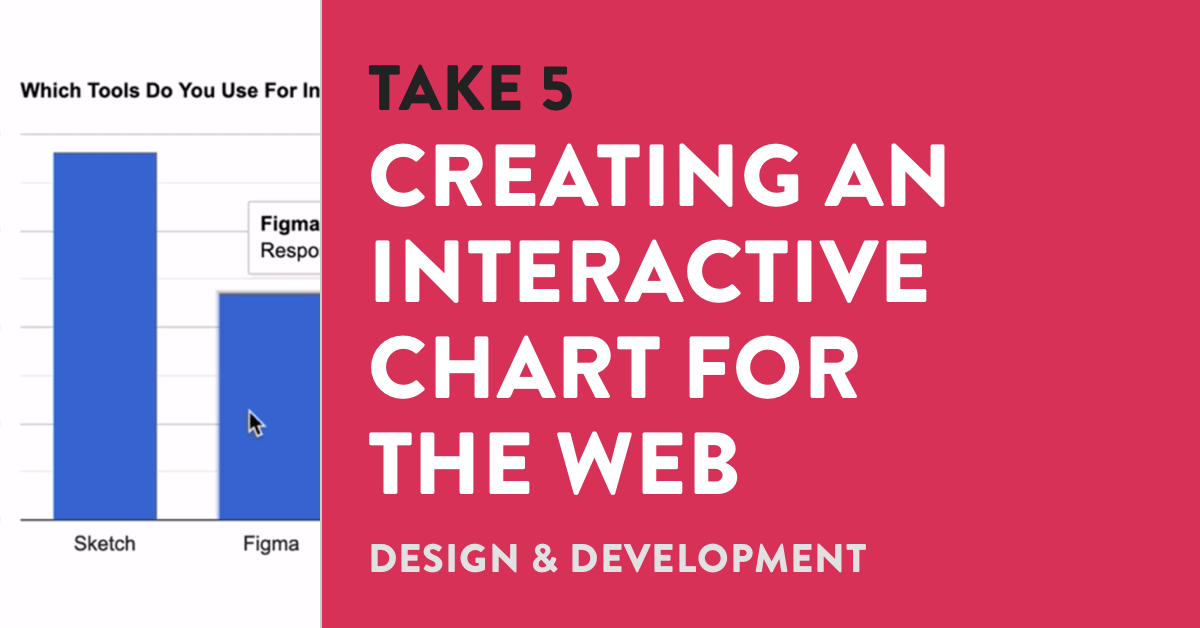 Which Tools Do You Use For In
Figma
Respo
Sketch
Figma
TAKE 5
CREATING AN
INTERACTIVE
CHART FOR
THE WEB
DESIGN & DEVELOPMENT